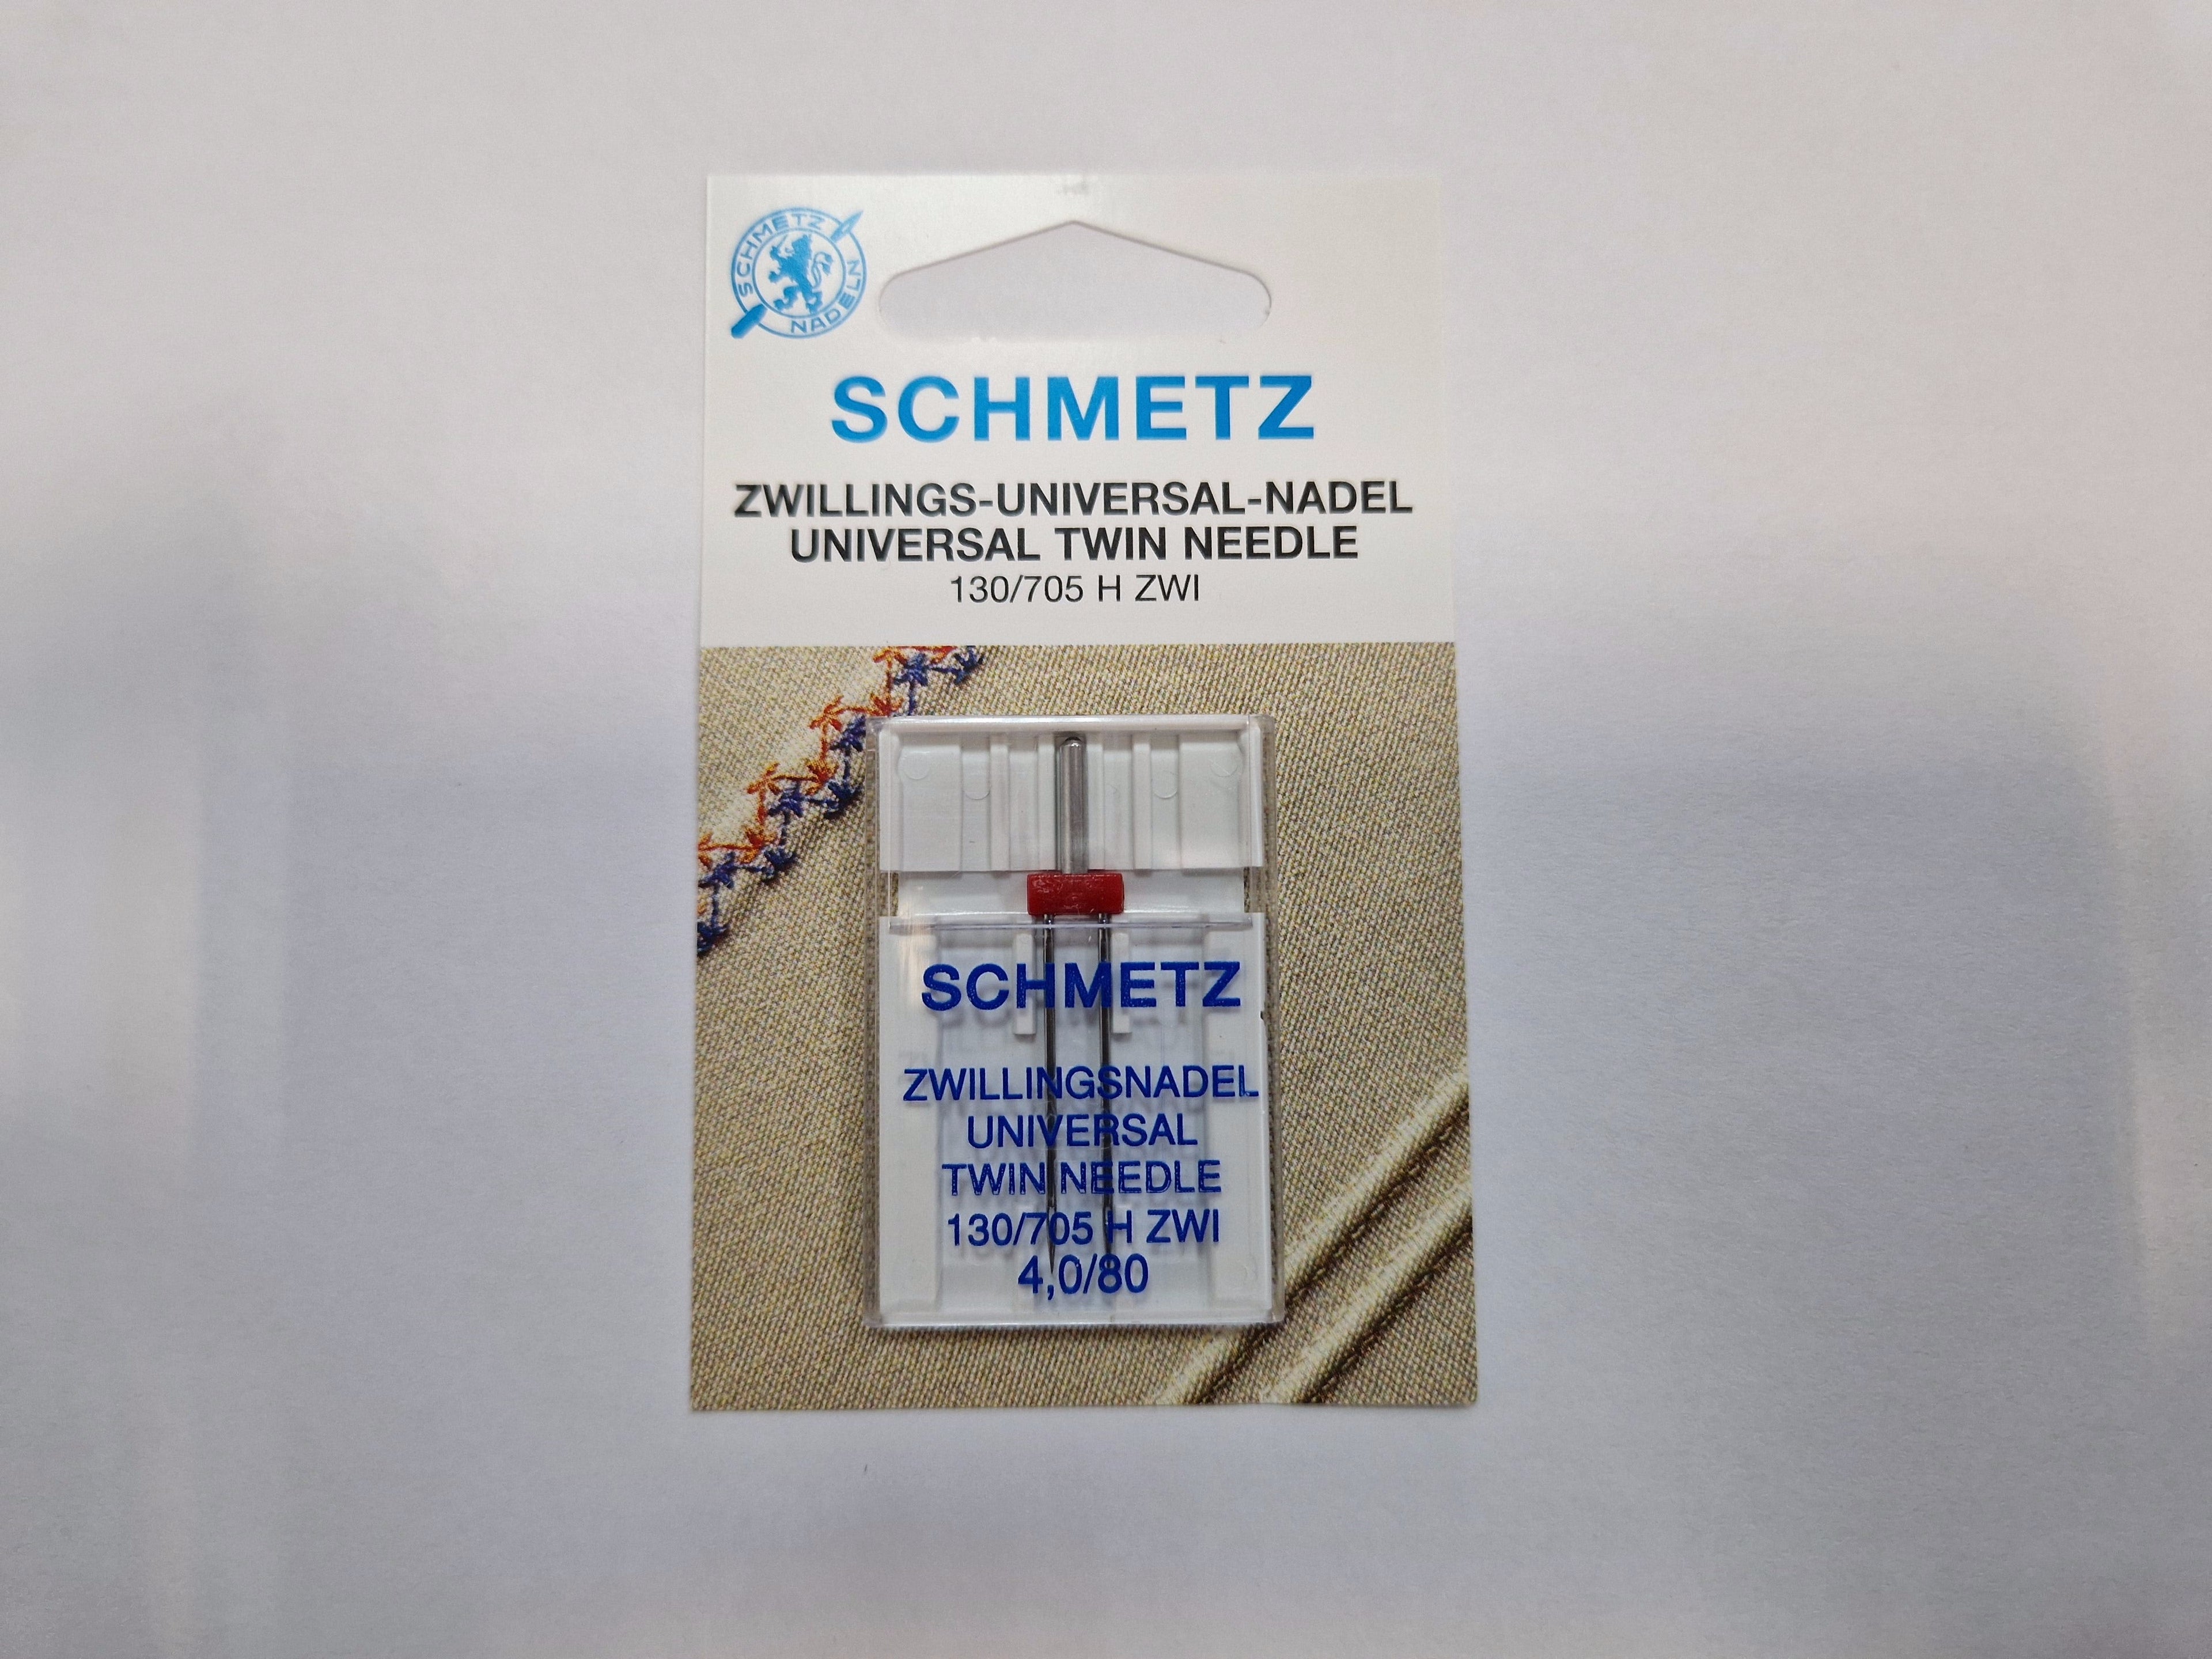 SCHMETZ
NADELN
SCHMETZ
ZWILLINGS-UNIVERSAL-NADEL
UNIVERSAL TWIN NEEDLE
130/705 H ZWI
SCHMETZ
ZWILLINGSNADEL
UNIVERSAL
TWIN NEEDLE
130/705 H ZWI
4,0/80